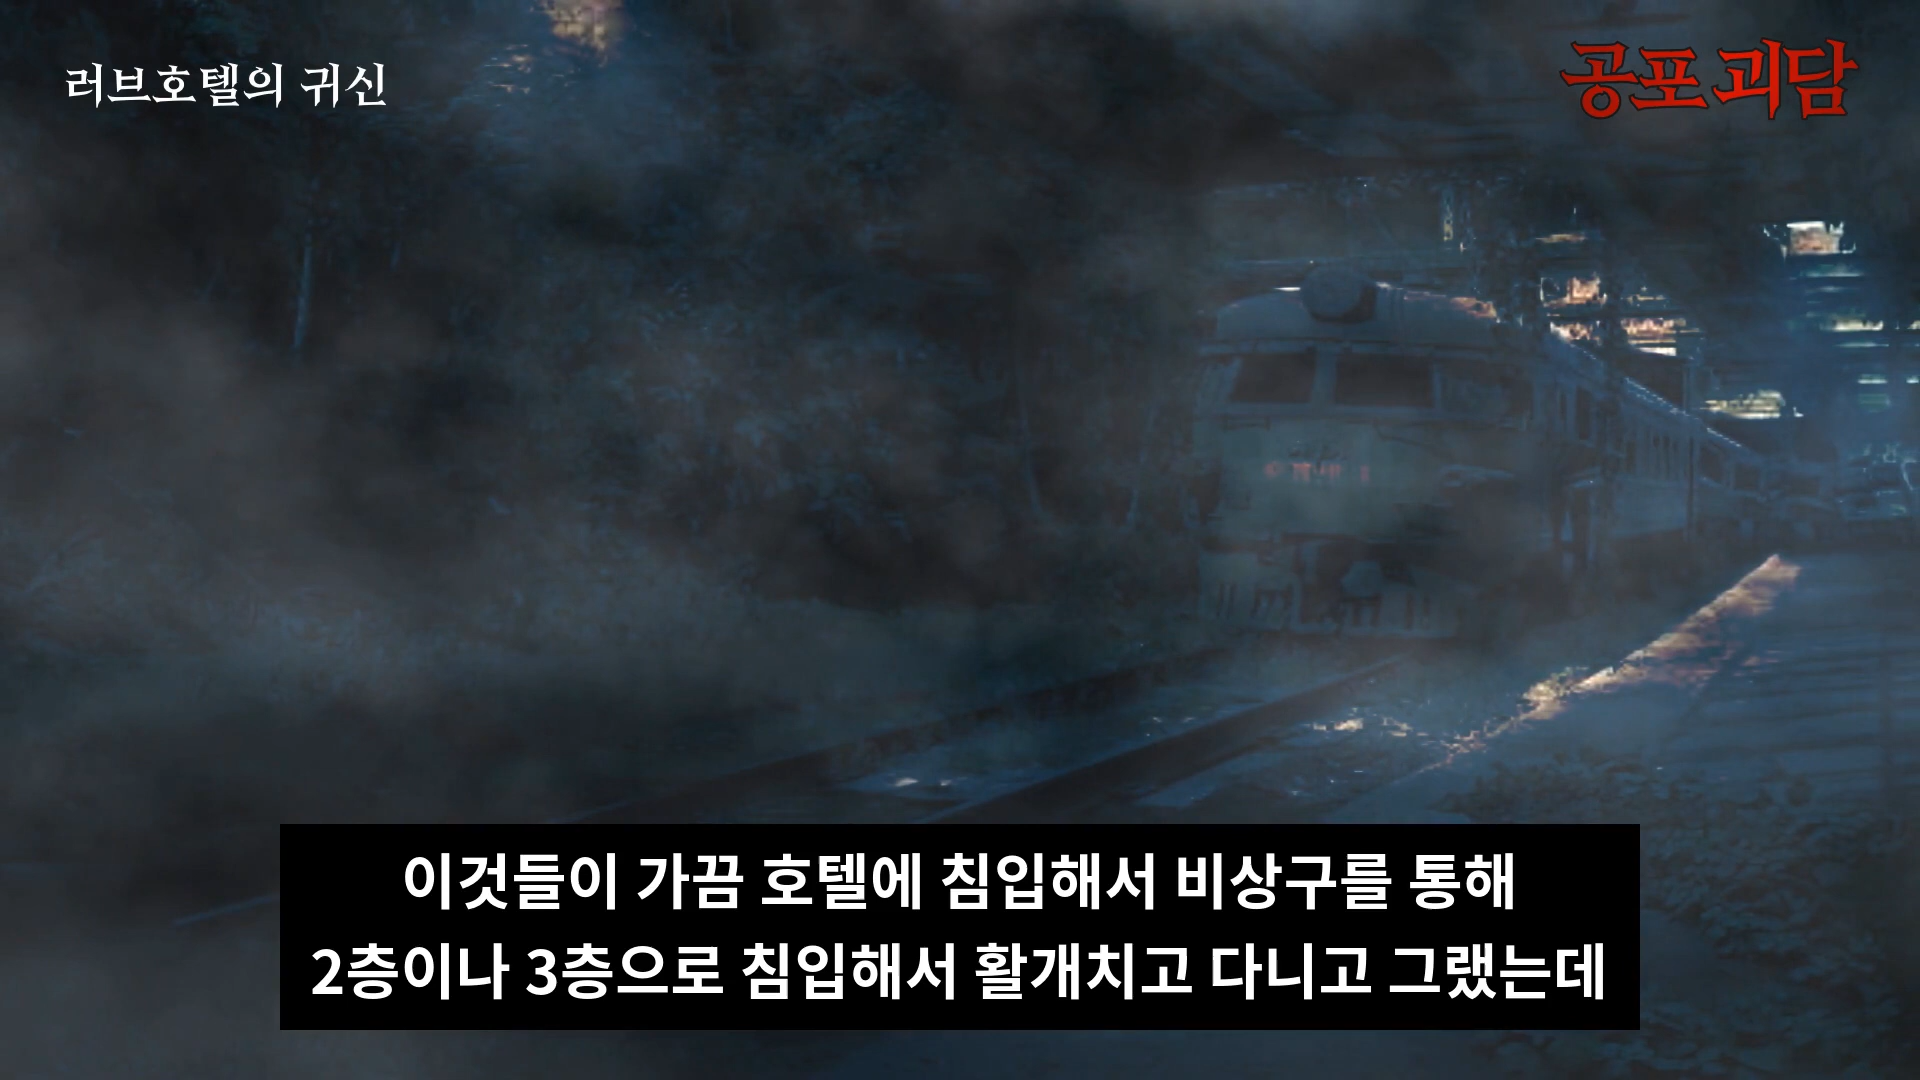 러브호텔의 귀신
공포괴담
이것들이 가끔 호텔에 침입해서 비상구를 통해
2층이나 3층으로 침입해서 활개치고 다니고 그랬는데